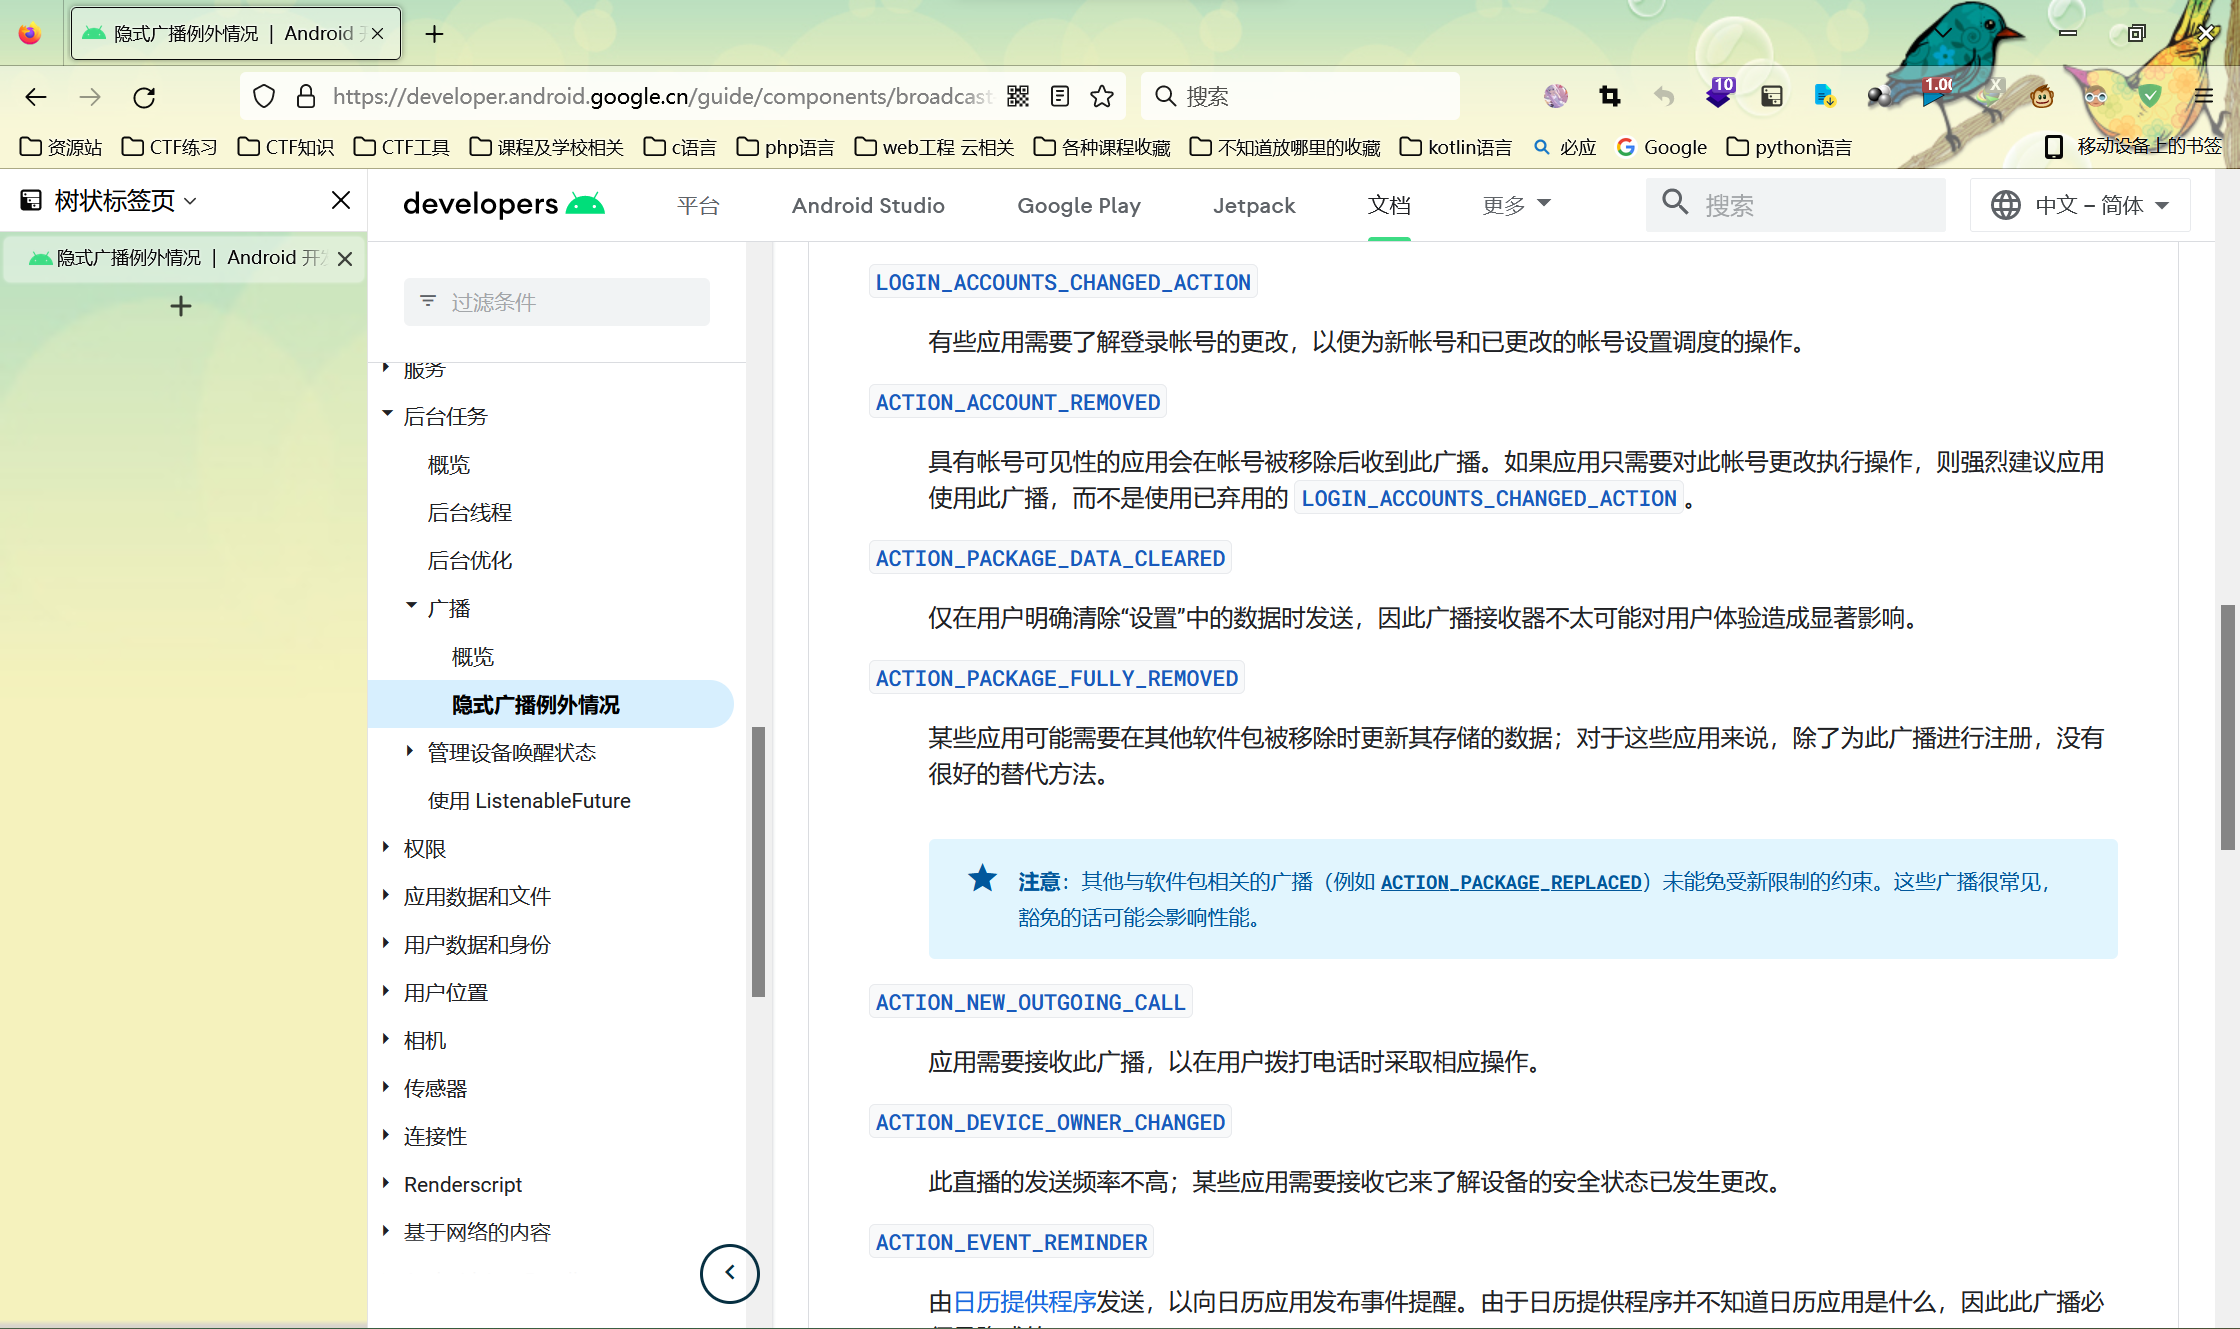 隐式广播例外情况 | Android 开
https://developer.android.google.cn/guide/components/broadcast
搜索
10
1.00
资源站
CTF练习
CTF知识
CTF工具
课程及学校相关
c语言
php语言
web工程 云相关
各种课程收藏
不知道放哪里的收藏
kotlin语言
必应
Google
python语言
移动设备上的书签
树状标签页
隐式广播例外情况 | Android 开发
developers
平台
Android Studio
Google Play
Jetpack
文档
更多
搜索
中文 – 简体
过滤条件
服务
后台任务
概览
后台线程
后台优化
广播
概览
隐式广播例外情况
管理设备唤醒状态
使用 ListenableFuture
权限
应用数据和文件
用户数据和身份
用户位置
相机
传感器
连接性
Renderscript
基于网络的内容
LOGIN_ACCOUNTS_CHANGED_ACTION
有些应用需要了解登录帐号的更改，以便为新帐号和已更改的帐号设置调度的操作。
ACTION_ACCOUNT_REMOVED
具有帐号可见性的应用会在帐号被移除后收到此广播。如果应用只需要对此帐号更改执行操作，则强烈建议应用
使用此广播，而不是使用已弃用的 LOGIN_ACCOUNTS_CHANGED_ACTION。
ACTION_PACKAGE_DATA_CLEARED
仅在用户明确清除“设置”中的数据时发送，因此广播接收器不太可能对用户体验造成显著影响。
ACTION_PACKAGE_FULLY_REMOVED
某些应用可能需要在其他软件包被移除时更新其存储的数据；对于这些应用来说，除了为此广播进行注册，没有
很好的替代方法。
注意：其他与软件包相关的广播（例如 ACTION_PACKAGE_REPLACED）未能免受新限制的约束。这些广播很常见，
豁免的话可能会影响性能。
ACTION_NEW_OUTGOING_CALL
应用需要接收此广播，以在用户拨打电话时采取相应操作。
ACTION_DEVICE_OWNER_CHANGED
此直播的发送频率不高；某些应用需要接收它来了解设备的安全状态已发生更改。
ACTION_EVENT_REMINDER
由日历提供程序发送，以向日历应用发布事件提醒。由于日历提供程序并不知道日历应用是什么，因此此广播必